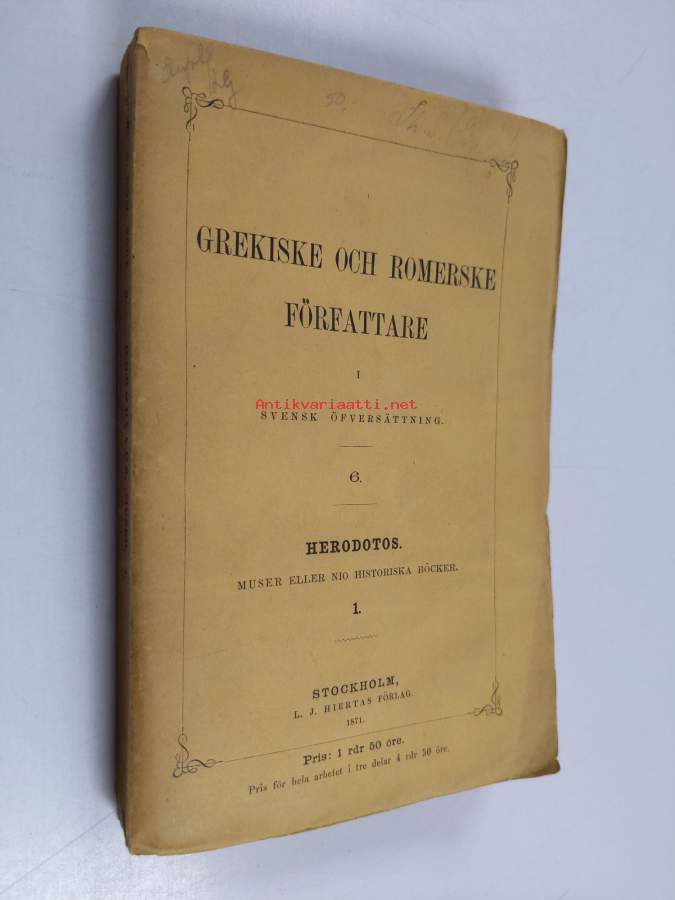 50.
GREKISKE OCH ROMERSKE
FÖRFATTARE
I
Antikvariaatti.net
SVENSK ÖFVERSÄTTNING.
6.
HERODOTOS.
MUSER ELLER NIO HISTORISKA BÖCKER.
1.
STOCKHOLM,
L. J. HIERTAS FÖRLAG.
1871.
Pris: 1 rdr 50 öre.
Pris för hela arbetet i tre delar 4 rdr 50 öre.